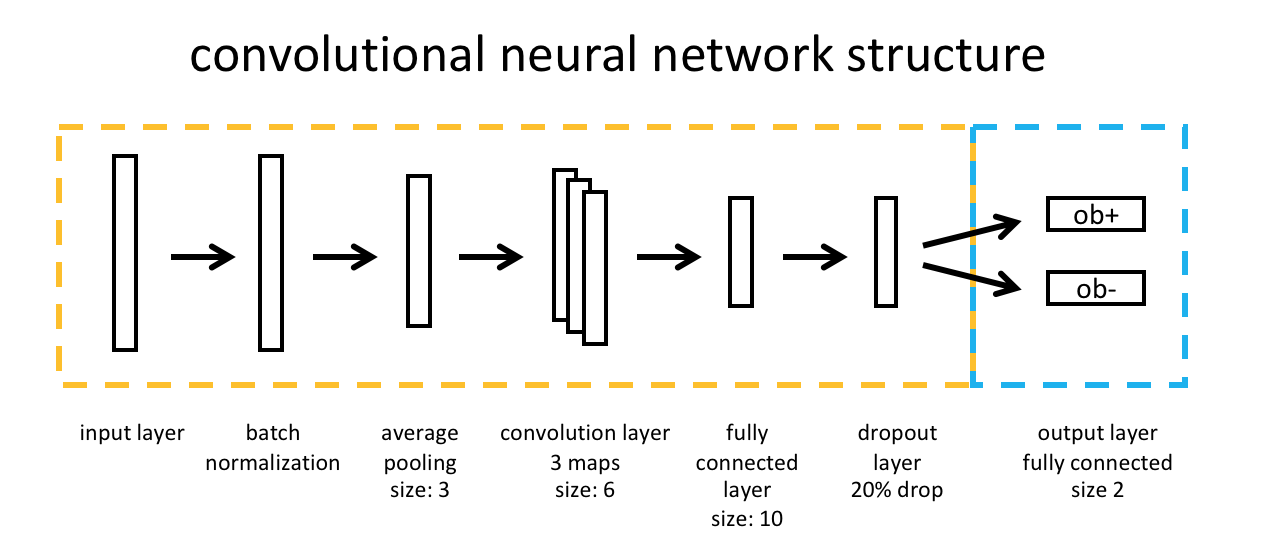 convolutional neural network structure
ob+
ob-
input layer
batch
normalization
average
pooling
size: 3
convolution layer
3 maps
size: 6
fully
connected
layer
size: 10
dropout
layer
20% drop
output layer
fully connected
size 2